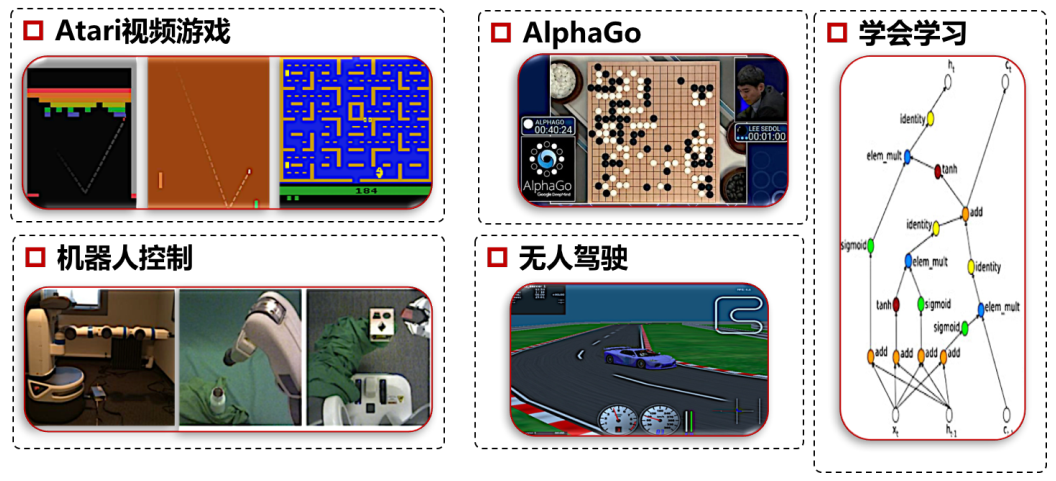 Atari视频游戏
184
AlphaGo
ALPHAGO
00:40:24
LEE SEDOL
00:01:00
AlphaGo
Google DeepMind
学会学习
h_t
c_t
identity
elem_mult
tanh
add
identity
sigmoid
elem_mult
identity
tanh
sigmoid
elem_mult
sigmoid
add
add
add
add
x_t
h_t-1
c_t-1
机器人控制
无人驾驶